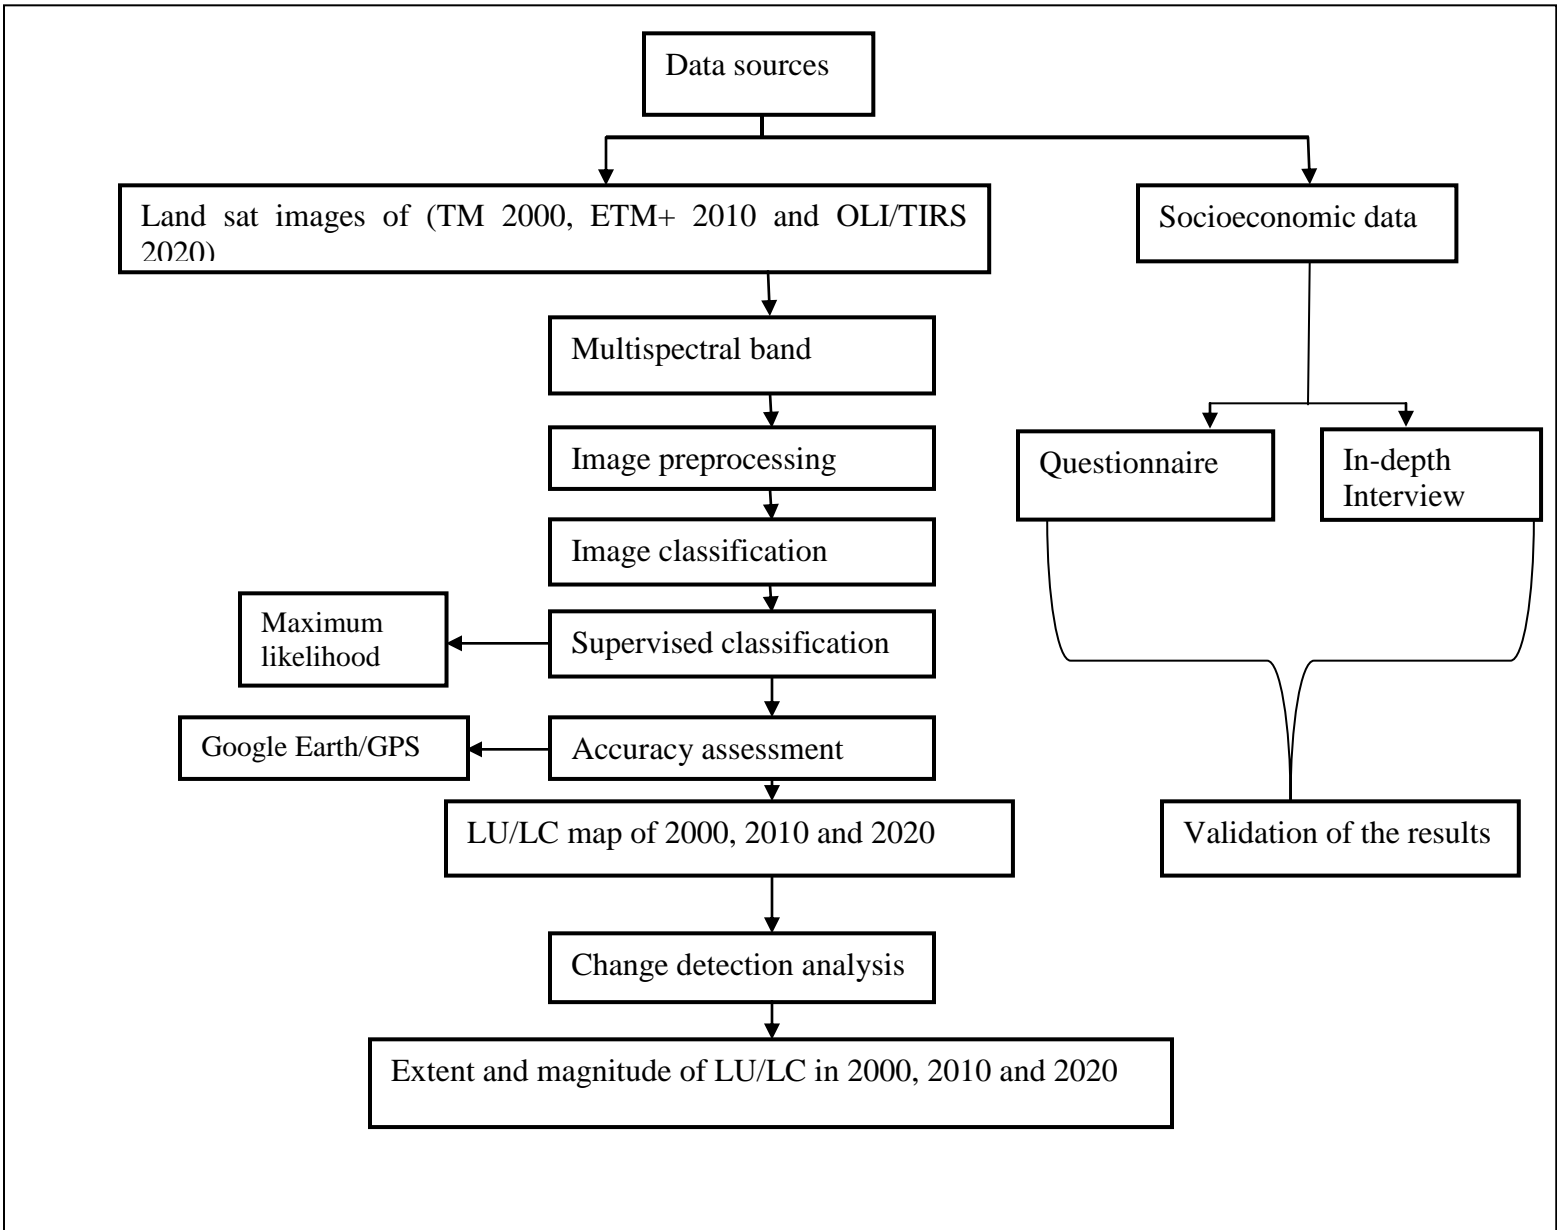 Data sources
Land sat images of (TM 2000, ETM+ 2010 and OLI/TIRS
2020)
Socioeconomic data
Multispectral band
Image preprocessing
Questionnaire
In-depth
Interview
Image classification
Maximum
likelihood
Supervised classification
Google Earth/GPS
Accuracy assessment
LU/LC map of 2000, 2010 and 2020
Validation of the results
Change detection analysis
Extent and magnitude of LU/LC in 2000, 2010 and 2020